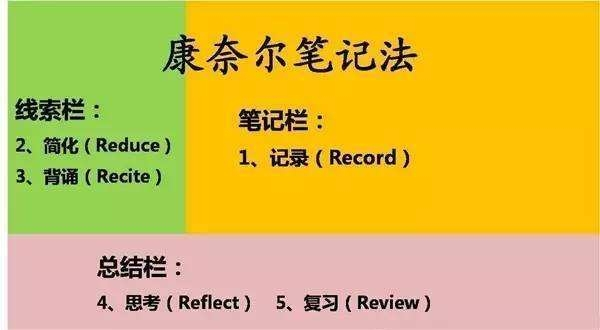 康奈尔笔记法
线索栏：
2、简化（Reduce）
3、背诵（Recite）
笔记栏：
1、记录（Record）
总结栏：
4、思考（Reflect） 5、复习（Review）